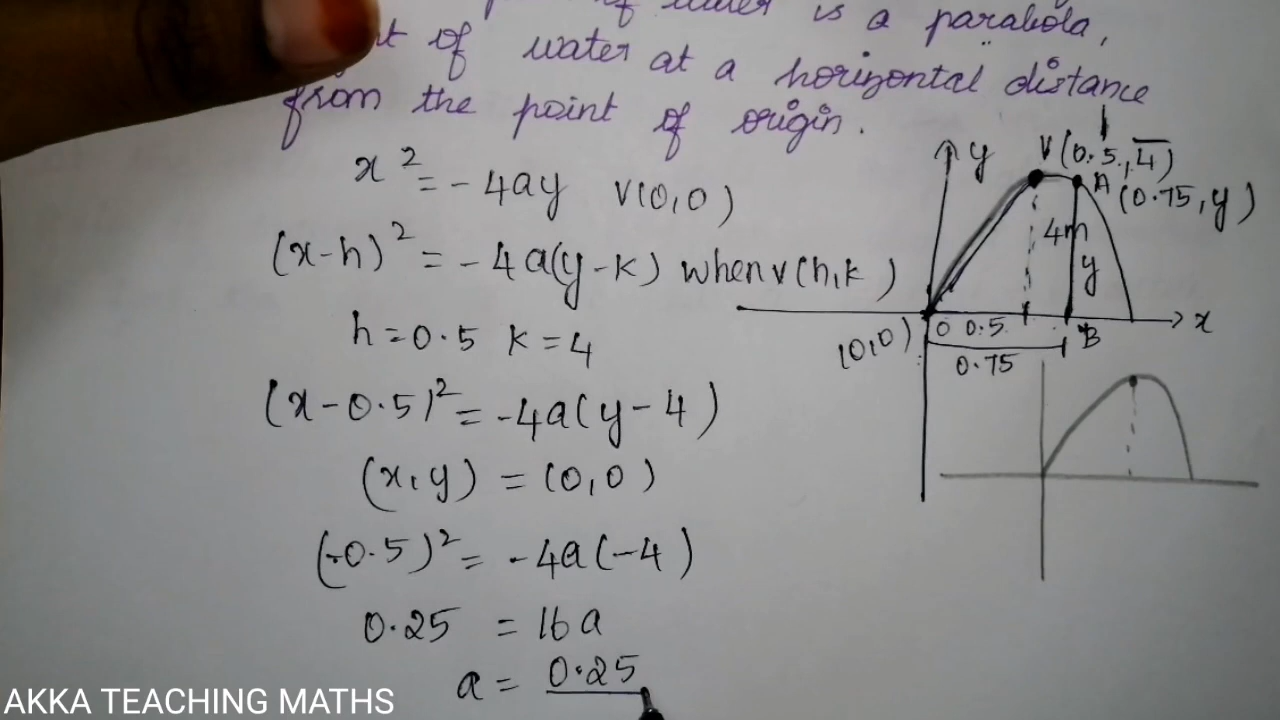 of water is a parabola,
of water at a horizontal distance
from the point of origin.
x² = -4ay V(0,0)
(x-h)² = -4a(y-k) when v(h,k)
h = 0.5 k = 4
(x-0.5)² = -4a(y-4)
(x,y) = (0,0)
(-0.5)² = -4a(-4)
0.25 = 16a
a = 0.25
y
V(0.5,4)
A (0.75,y)
4m
y
x
(0,0) 0 0.5 B
0.75
AKKA TEACHING MATHS